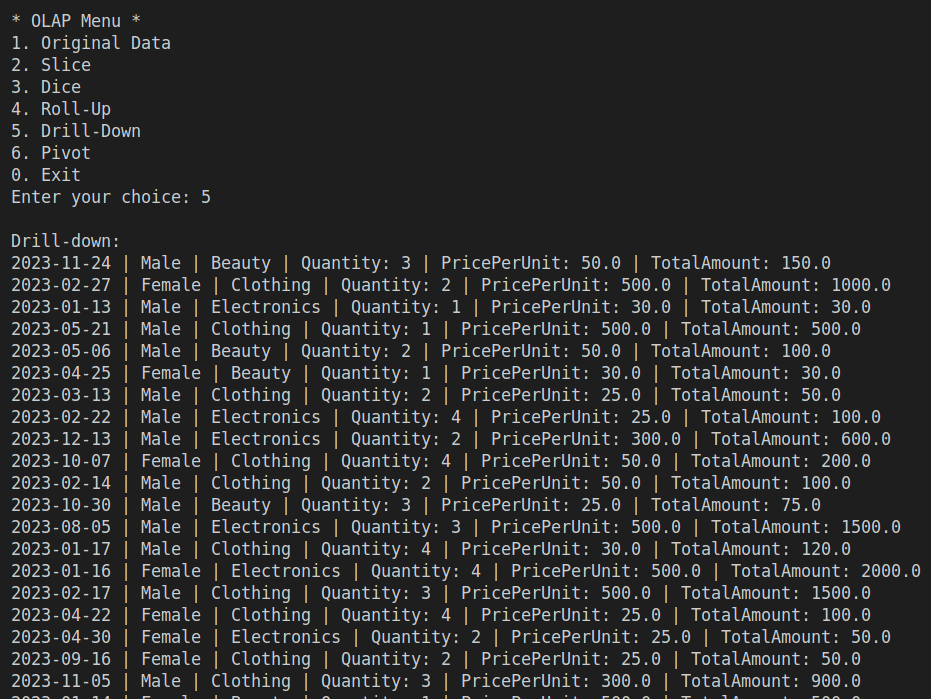 * OLAP Menu *
1. Original Data
2. Slice
3. Dice
4. Roll-Up
5. Drill-Down
6. Pivot
0. Exit
Enter your choice: 5
Drill-down:
2023-11-24 | Male | Beauty | Quantity: 3 | PricePerUnit: 50.0 | TotalAmount: 150.0
2023-02-27 | Female | Clothing | Quantity: 2 | PricePerUnit: 500.0 | TotalAmount: 1000.0
2023-01-13 | Male | Electronics | Quantity: 1 | PricePerUnit: 30.0 | TotalAmount: 30.0
2023-05-21 | Male | Clothing | Quantity: 1 | PricePerUnit: 500.0 | TotalAmount: 500.0
2023-05-06 | Male | Beauty | Quantity: 2 | PricePerUnit: 50.0 | TotalAmount: 100.0
2023-04-25 | Female | Beauty | Quantity: 1 | PricePerUnit: 30.0 | TotalAmount: 30.0
2023-03-13 | Male | Clothing | Quantity: 2 | PricePerUnit: 25.0 | TotalAmount: 50.0
2023-02-22 | Male | Electronics | Quantity: 4 | PricePerUnit: 25.0 | TotalAmount: 100.0
2023-12-13 | Male | Electronics | Quantity: 2 | PricePerUnit: 300.0 | TotalAmount: 600.0
2023-10-07 | Female | Clothing | Quantity: 4 | PricePerUnit: 50.0 | TotalAmount: 200.0
2023-02-14 | Male | Clothing | Quantity: 2 | PricePerUnit: 50.0 | TotalAmount: 100.0
2023-10-30 | Male | Beauty | Quantity: 3 | PricePerUnit: 25.0 | TotalAmount: 75.0
2023-08-05 | Male | Electronics | Quantity: 3 | PricePerUnit: 500.0 | TotalAmount: 1500.0
2023-01-17 | Male | Clothing | Quantity: 4 | PricePerUnit: 30.0 | TotalAmount: 120.0
2023-01-16 | Female | Electronics | Quantity: 4 | PricePerUnit: 500.0 | TotalAmount: 2000.0
2023-02-17 | Male | Clothing | Quantity: 3 | PricePerUnit: 500.0 | TotalAmount: 1500.0
2023-04-22 | Female | Clothing | Quantity: 4 | PricePerUnit: 25.0 | TotalAmount: 100.0
2023-04-30 | Female | Electronics | Quantity: 2 | PricePerUnit: 25.0 | TotalAmount: 50.0
2023-09-16 | Female | Clothing | Quantity: 2 | PricePerUnit: 25.0 | TotalAmount: 50.0
2023-11-05 | Male | Clothing | Quantity: 3 | PricePerUnit: 300.0 | TotalAmount: 900.0